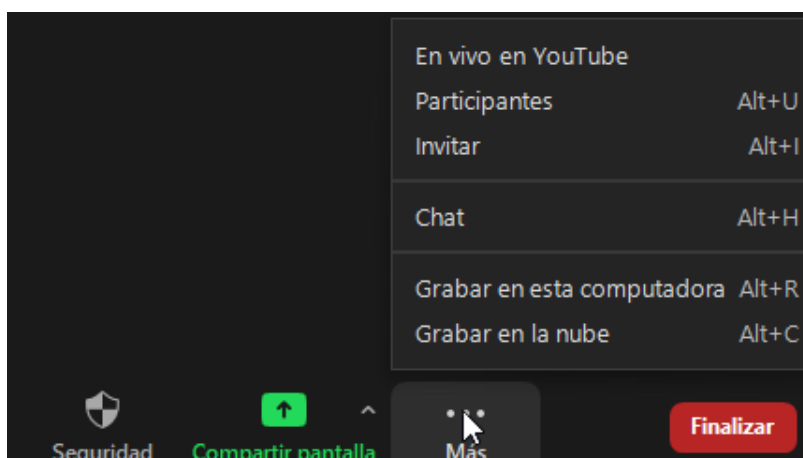 En vivo en YouTube
Participantes Alt+U
Invitar Alt+I
Chat Alt+H
Grabar en esta computadora Alt+R
Grabar en la nube Alt+C
Seguridad Compartir pantalla Más Finalizar